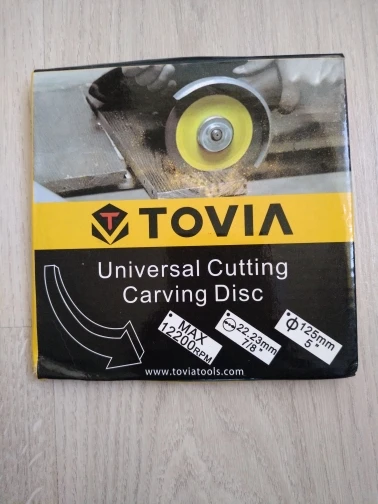 TOVIA
Universal Cutting
Carving Disc
MAX
12200RPM
22.23mm
7/8"
ϕ125mm
5"
www.toviatools.com